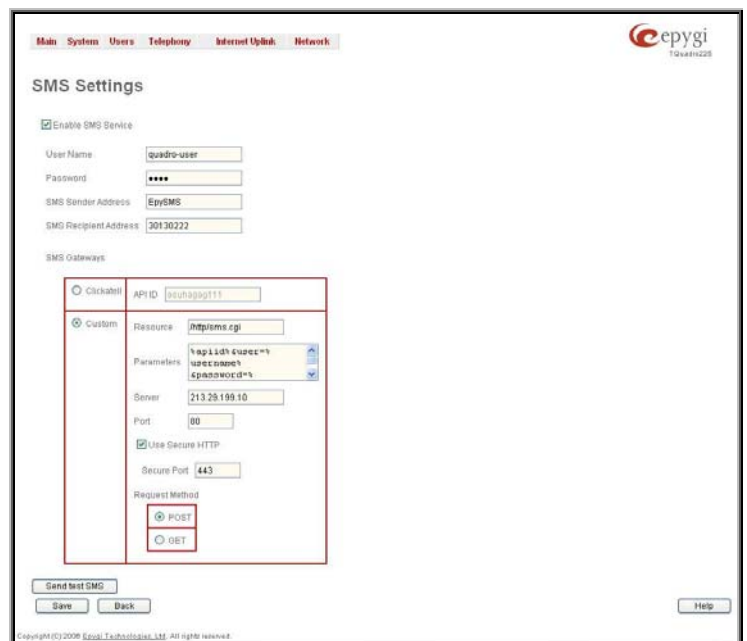 Main System Users Telephony Internet Uplink Network
epygi
SMS Settings
Enable SMS Service
User Name quadro-user
Password ••••
SMS Sender Address EpySMS
SMS Recipient Address 30130222
SMS Gateways
Clickatell API ID
Custom Resource /http/sms.cgi
Parameters %apiid%&user=%
username%
&password=%
Server 213.29.199.10
Port 80
Use Secure HTTP
Secure Port 443
Request Method
POST
GET
Send test SMS
Save Back Help
Copyright (C) 2008 Epygi Technologies, Ltd. All rights reserved.